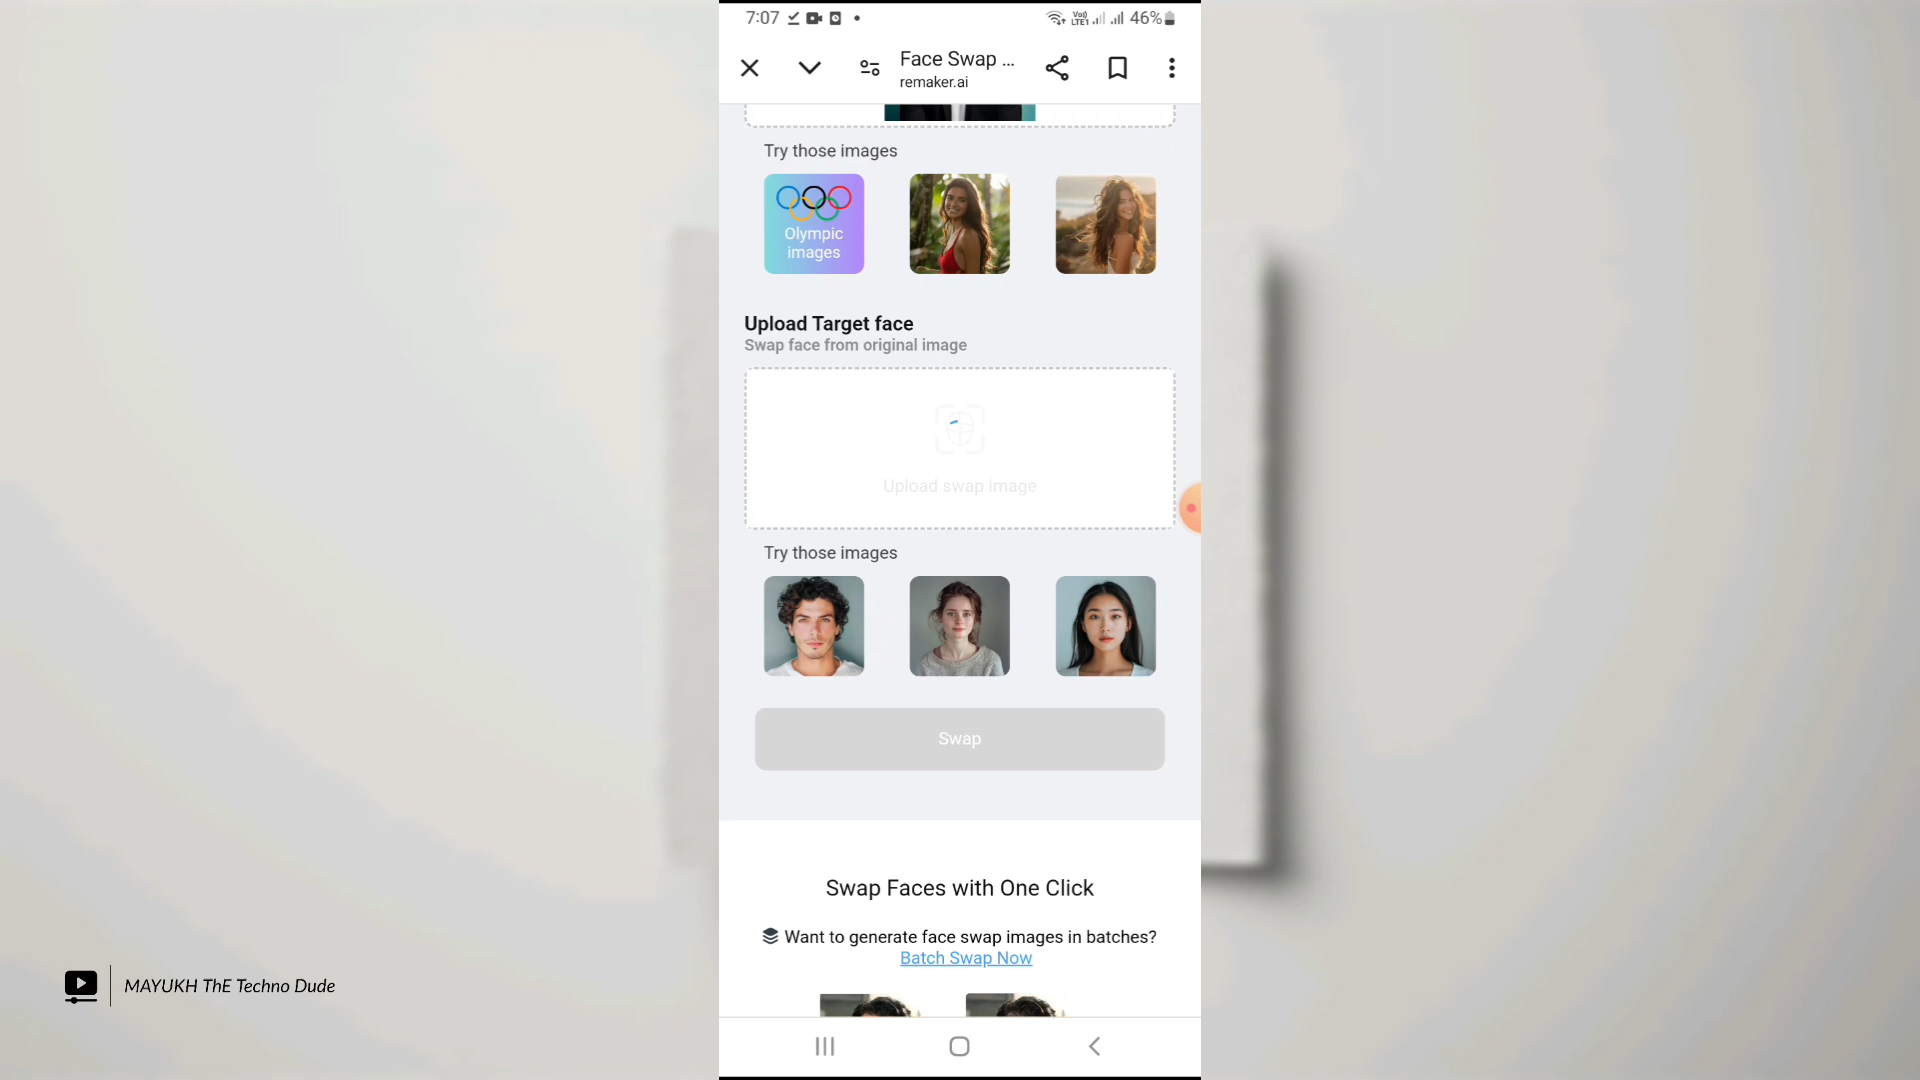 7:07
Vo)) LTE1 46%
Face Swap ...
remaker.ai
Try those images
Olympic
images
Upload Target face
Swap face from original image
Upload swap image
Try those images
Swap
Swap Faces with One Click
Want to generate face swap images in batches?
Batch Swap Now
MAYUKH ThE Techno Dude